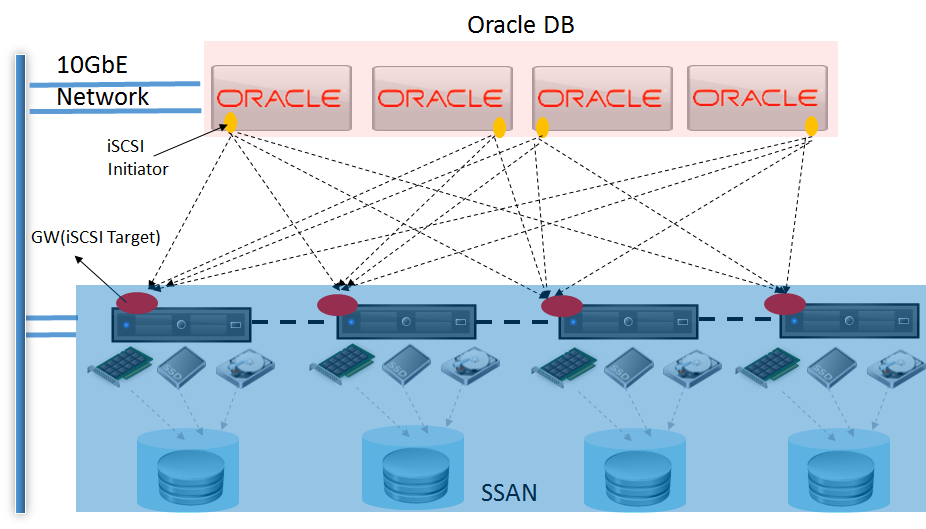 Oracle DB
10GbE
Network
ORACLE
ORACLE
ORACLE
ORACLE
iSCSI
Initiator
GW(iSCSI Target)
SSD
SSD
SSD
SSD
SSAN